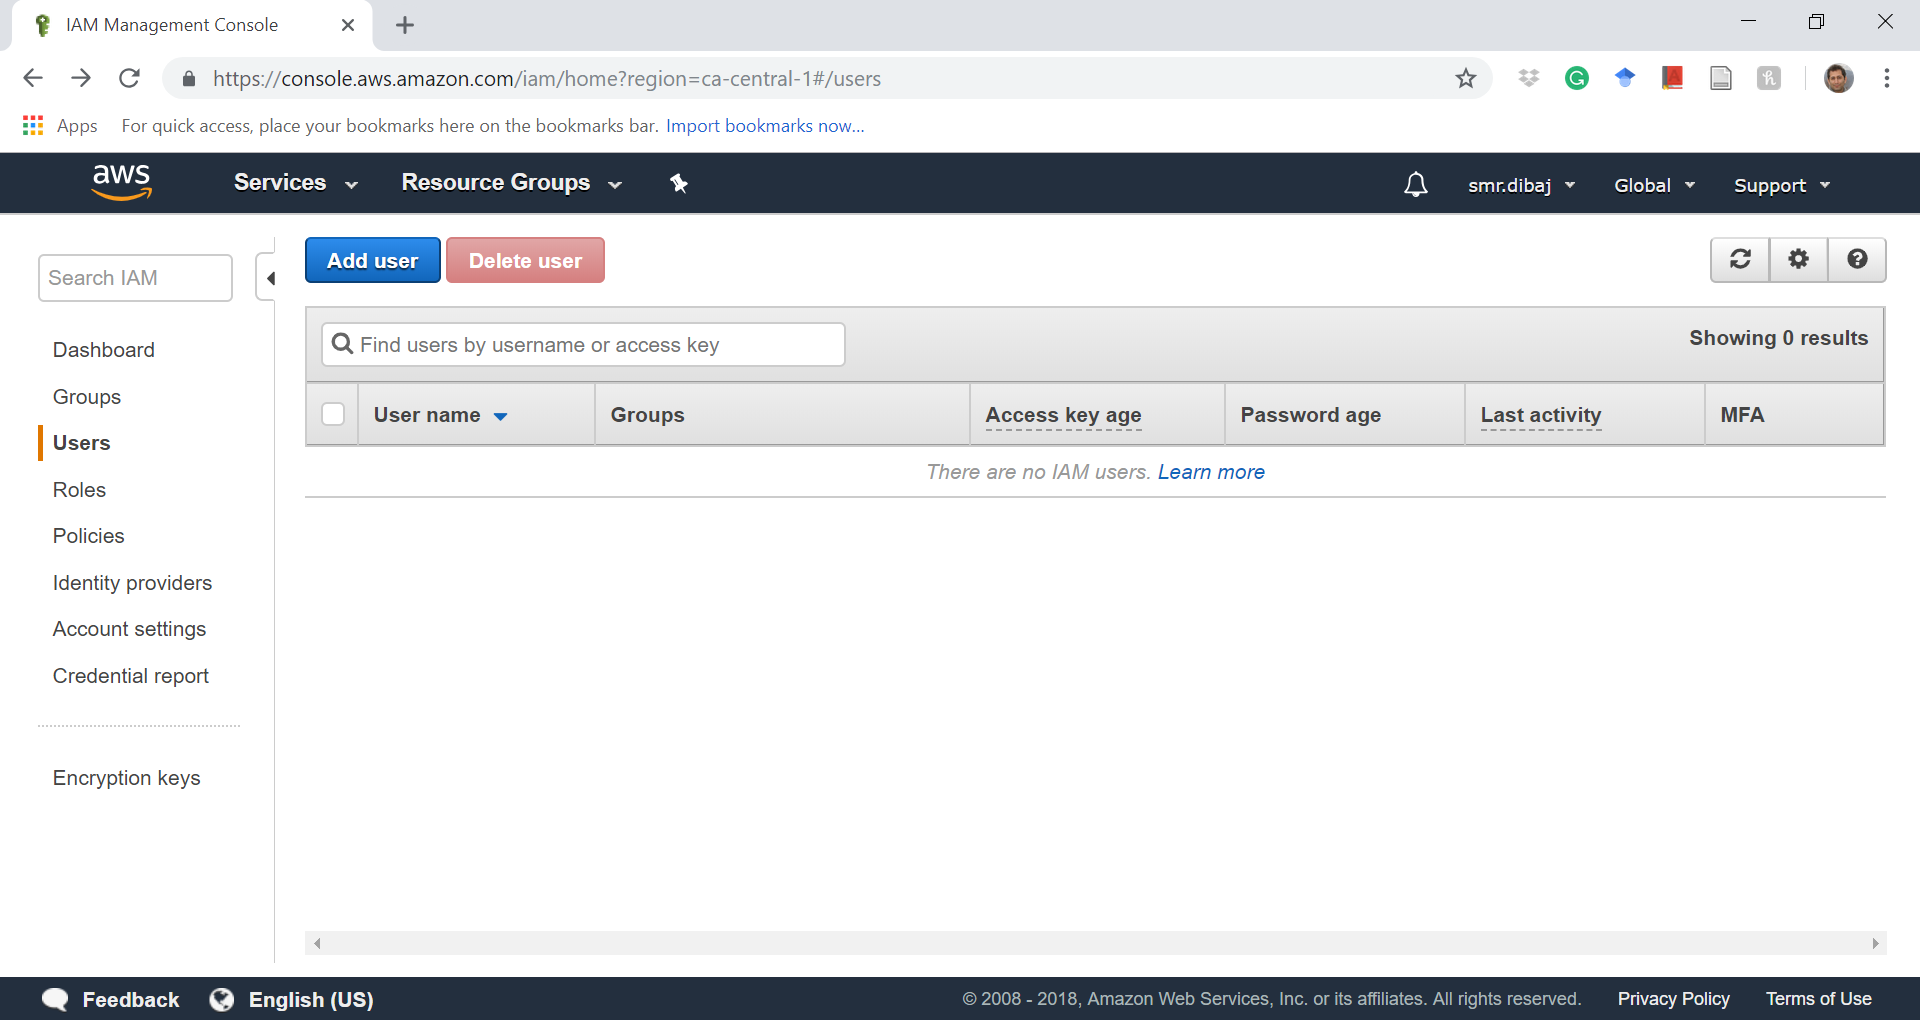 IAM Management Console
https://console.aws.amazon.com/iam/home?region=ca-central-1#/users
Apps For quick access, place your bookmarks here on the bookmarks bar. Import bookmarks now...
aws Services Resource Groups smr.dibaj Global Support
Search IAM
Add user Delete user
Find users by username or access key
Showing 0 results
User name Groups Access key age Password age Last activity MFA
There are no IAM users. Learn more
Dashboard
Groups
Users
Roles
Policies
Identity providers
Account settings
Credential report
Encryption keys
Feedback English (US) © 2008 - 2018, Amazon Web Services, Inc. or its affiliates. All rights reserved. Privacy Policy Terms of Use